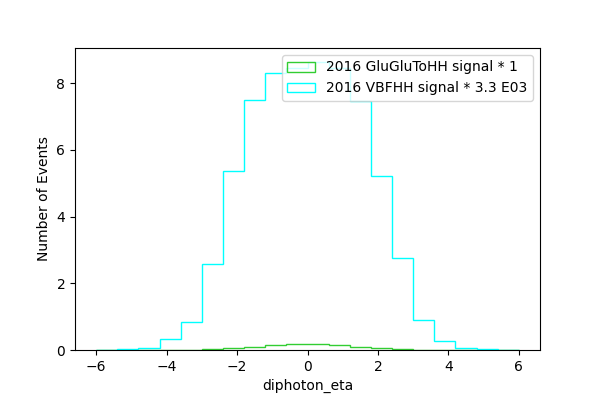 2016 GluGluToHH signal * 1
2016 VBFHH signal * 3.3 E03
Number of Events
8
6
4
2
0
−6 −4 −2 0 2 4 6
diphoton_eta